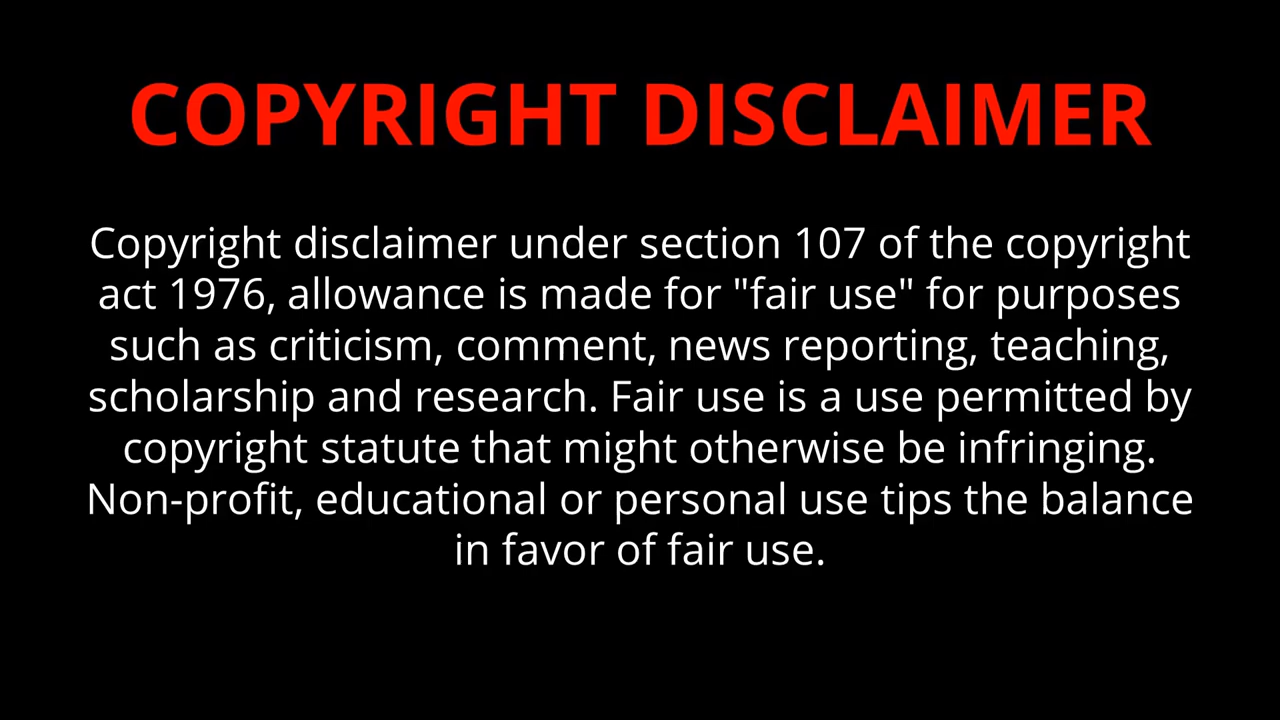 COPYRIGHT DISCLAIMER
Copyright disclaimer under section 107 of the copyright
act 1976, allowance is made for "fair use" for purposes
such as criticism, comment, news reporting, teaching,
scholarship and research. Fair use is a use permitted by
copyright statute that might otherwise be infringing.
Non-profit, educational or personal use tips the balance
in favor of fair use.